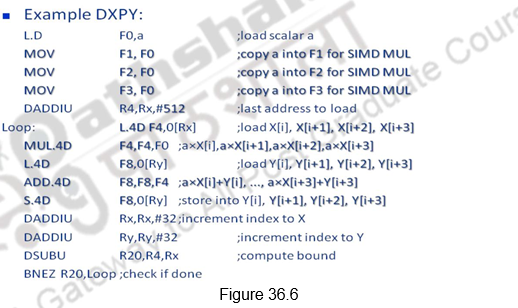 ▪ Example DXPY:
L.D F0,a ;load scalar a
MOV F1, F0 ;copy a into F1 for SIMD MUL
MOV F2, F0 ;copy a into F2 for SIMD MUL
MOV F3, F0 ;copy a into F3 for SIMD MUL
DADDIU R4,Rx,#512 ;last address to load
Loop: L.4D F4,0[Rx] ;load X[i], X[i+1], X[i+2], X[i+3]
MUL.4D F4,F4,F0 ;a×X[i],a×X[i+1],a×X[i+2],a×X[i+3]
L.4D F8,0[Ry] ;load Y[i], Y[i+1], Y[i+2], Y[i+3]
ADD.4D F8,F8,F4 ;a×X[i]+Y[i], ..., a×X[i+3]+Y[i+3]
S.4D F8,0[Ry] ;store into Y[i], Y[i+1], Y[i+2], Y[i+3]
DADDIU Rx,Rx,#32 ;increment index to X
DADDIU Ry,Ry,#32 ;increment index to Y
DSUBU R20,R4,Rx ;compute bound
BNEZ R20,Loop ;check if done
Figure 36.6